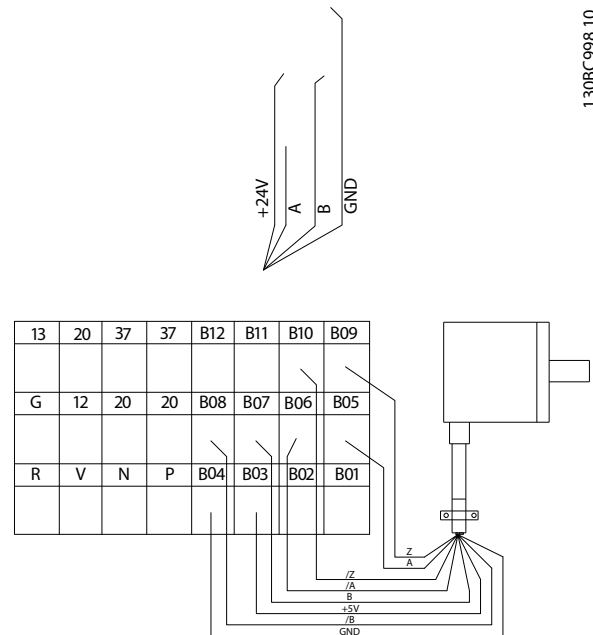 130BC998.10
+24V
A
B
GND
13 20 37 37 B12 B11 B10 B09
G 12 20 20 B08 B07 B06 B05
R V N P B04 B03 B02 B01
Z
A
/Z
/A
B
+5V
/B
GND